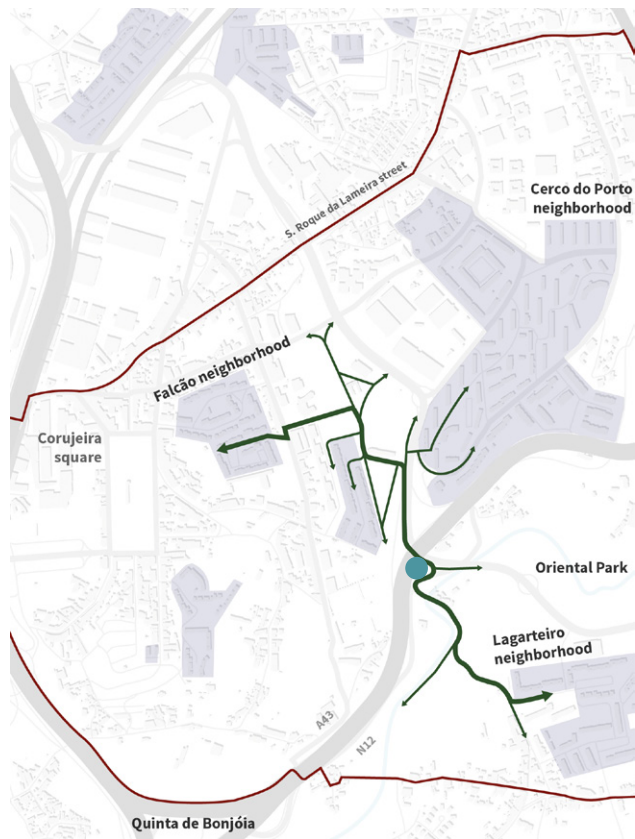 Cerco do Porto
neighborhood
S. Roque da Lameira street
Falcão neighborhood
Corujeira
square
Oriental Park
Lagarteiro
neighborhood
A43
N12
Quinta de Bonjóia